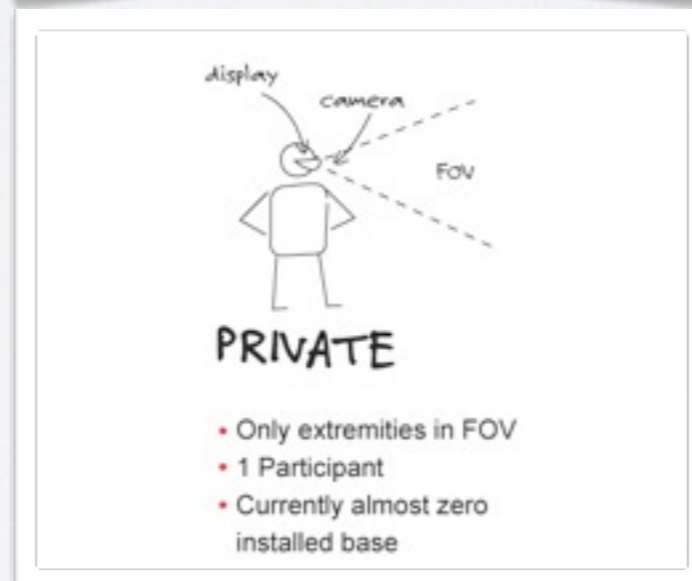 display
camera
FOV
PRIVATE
• Only extremities in FOV
• 1 Participant
• Currently almost zero
installed base